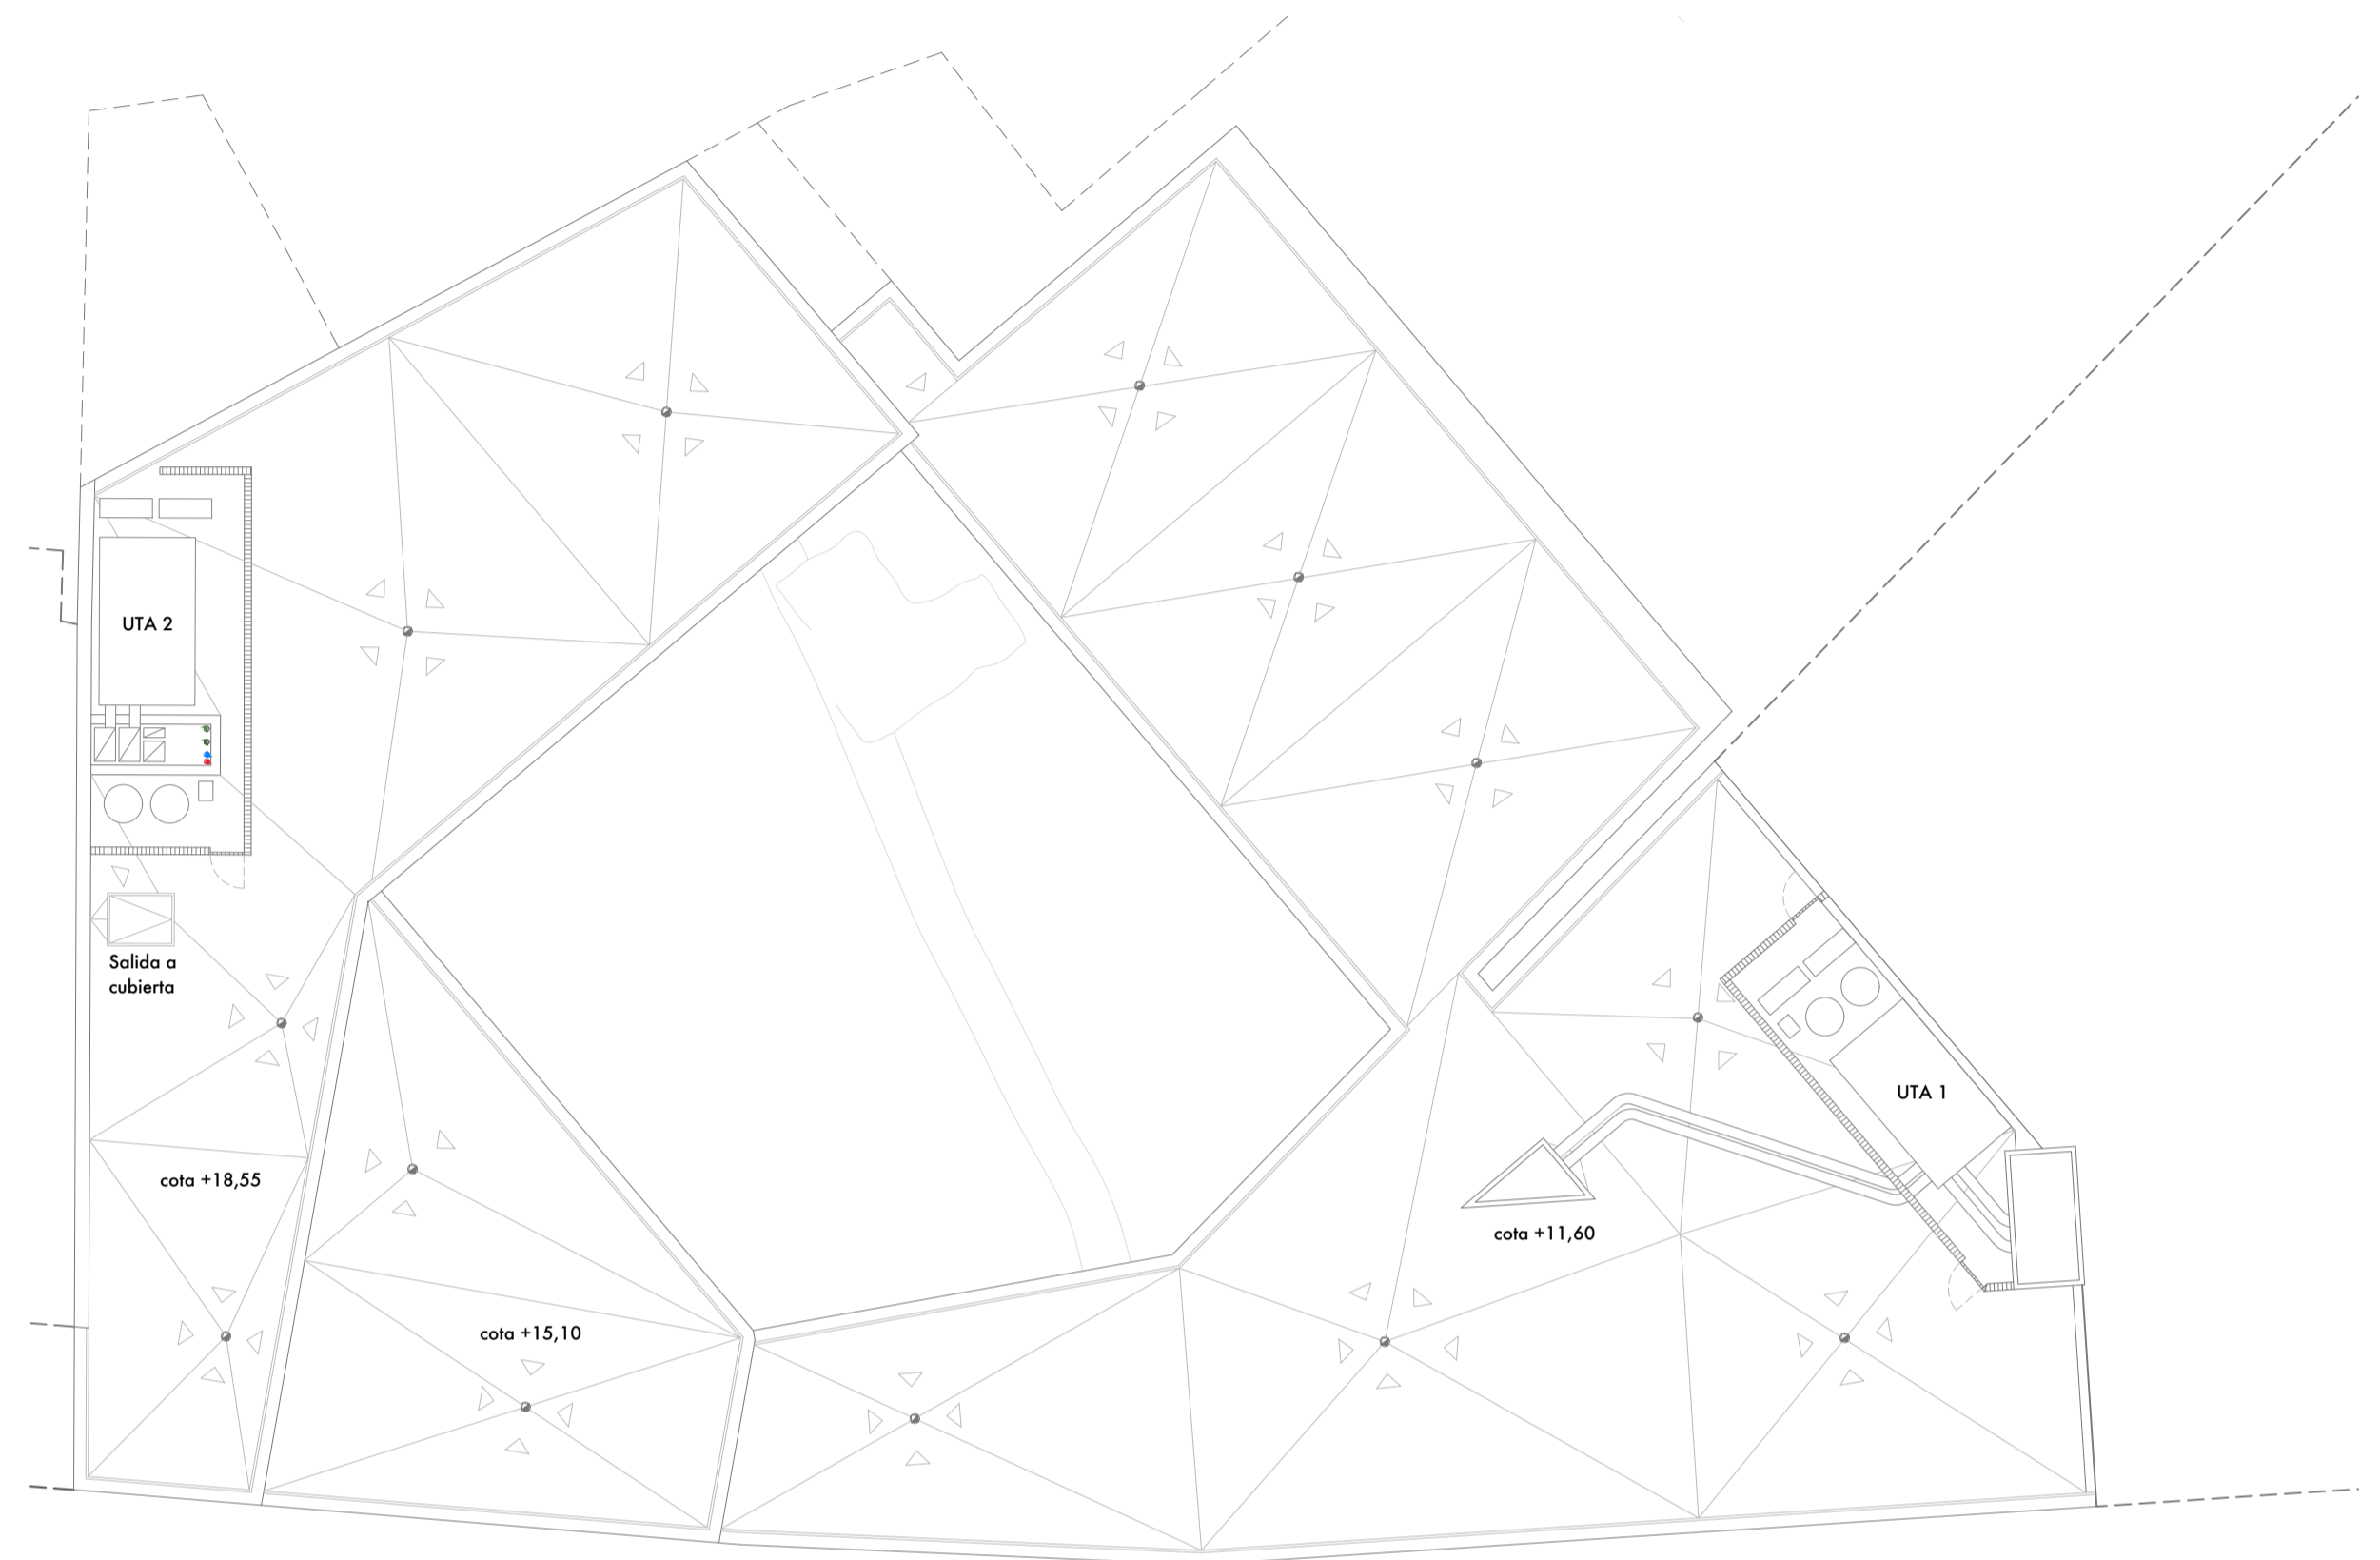 UTA 2
Salida a
cubierta
UTA 1
cota +18,55
cota +11,60
cota +15,10